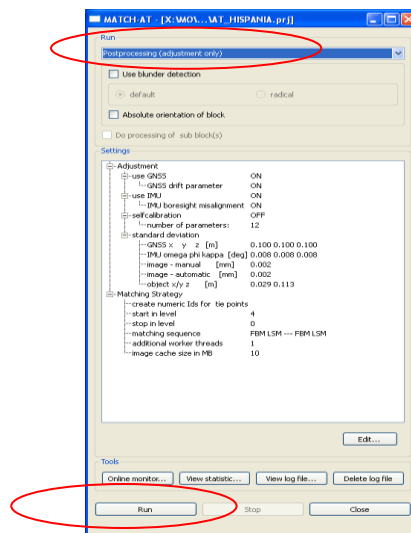 MATCH-AT - [X:\MO\...\AT_HISPANIA.prj]
Run
Postprocessing (adjustment only)
Use blunder detection
default radical
Absolute orientation of block
Do processing of sub block(s)
Settings
Adjustment
use GNSS ON
GNSS drift parameter ON
use IMU ON
IMU boresight misalignment ON
selfcalibration OFF
number of parameters: 12
standard deviation
GNSS x y z [m] 0.100 0.100 0.100
IMU omega phi kappa [deg] 0.008 0.008 0.008
image - manual [mm] 0.002
image - automatic [mm] 0.002
object x/y z [m] 0.029 0.113
Matching Strategy
create numeric Ids for tie points
start in level 4
stop in level 0
matching sequence FBM LSM --- FBM LSM
additional worker threads 1
image cache size in MB 10
Edit...
Tools
Online monitor... View statistic... View log file... Delete log file
Run Stop Close